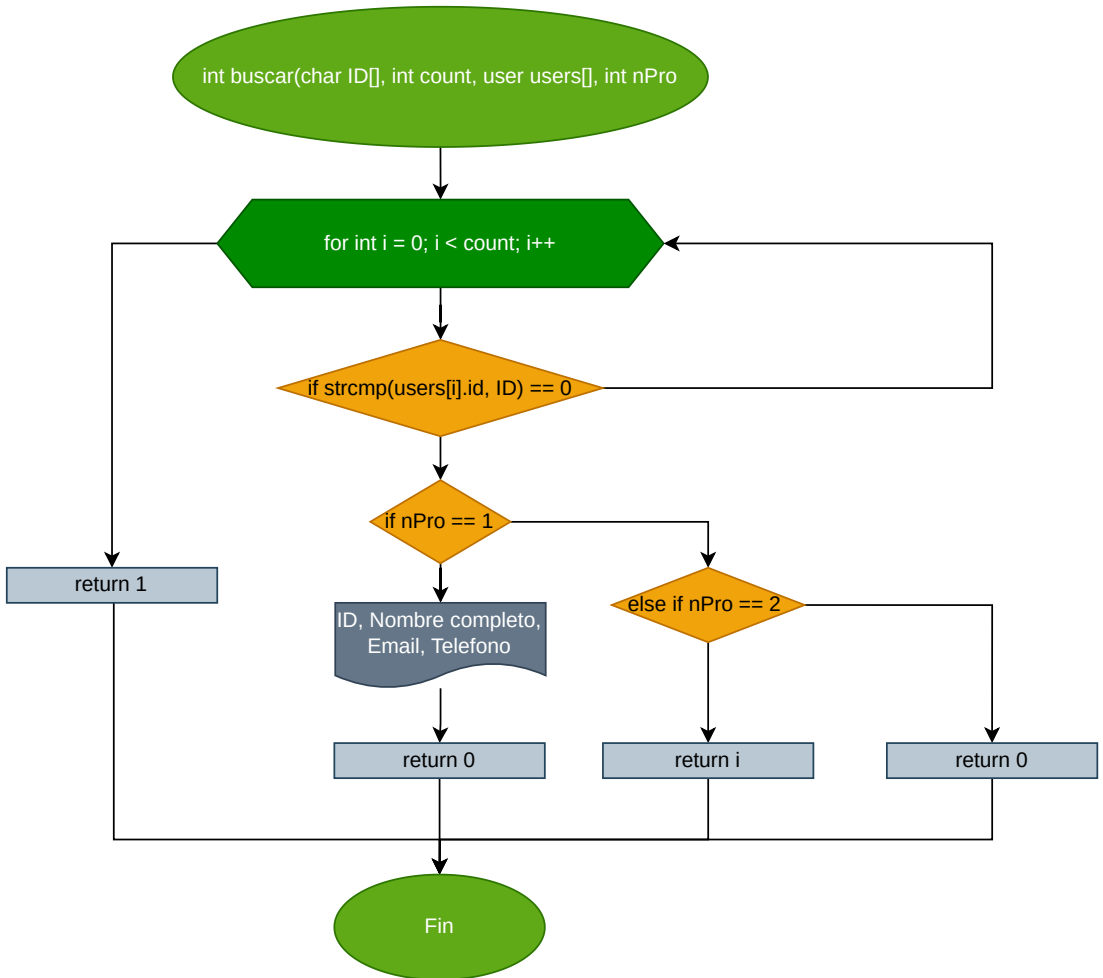 int buscar(char ID[], int count, user users[], int nPro
for int i = 0; i < count; i++
if strcmp(users[i].id, ID) == 0
if nPro == 1
return 1
ID, Nombre completo,
Email, Telefono
else if nPro == 2
return 0
return i
return 0
Fin